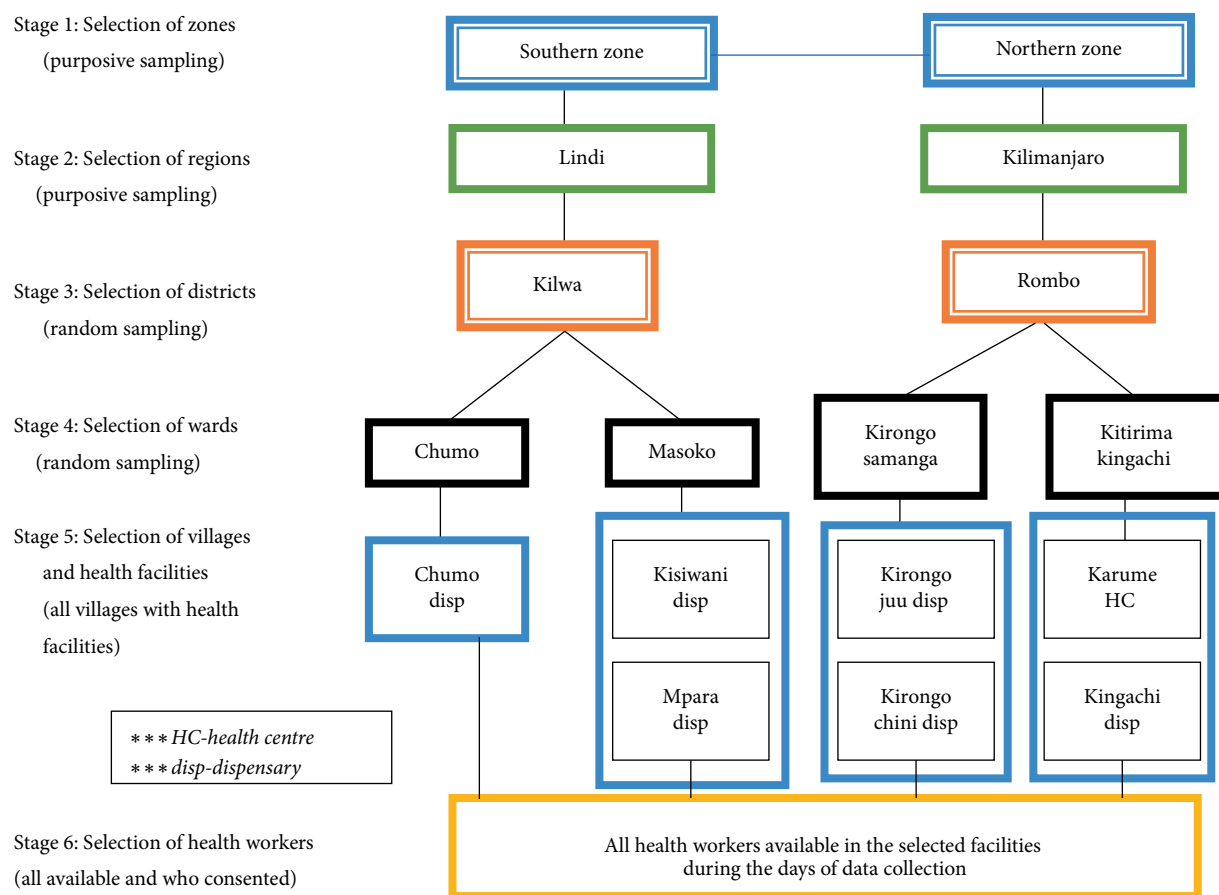 Stage 1: Selection of zones
(purposive sampling)
Southern zone
Northern zone
Stage 2: Selection of regions
(purposive sampling)
Lindi
Kilimanjaro
Stage 3: Selection of districts
(random sampling)
Kilwa
Rombo
Stage 4: Selection of wards
(random sampling)
Chumo
Masoko
Kirongo
samanga
Kitirima
kingachi
Stage 5: Selection of villages
and health facilities
(all villages with health
facilities)
Chumo
disp
Kisiwani
disp
Kirongo
juu disp
Karume
HC
Mpara
disp
Kirongo
chini disp
Kingachi
disp
∗∗∗ HC-health centre
∗∗∗ disp-dispensary
Stage 6: Selection of health workers
(all available and who consented)
All health workers available in the selected facilities
during the days of data collection